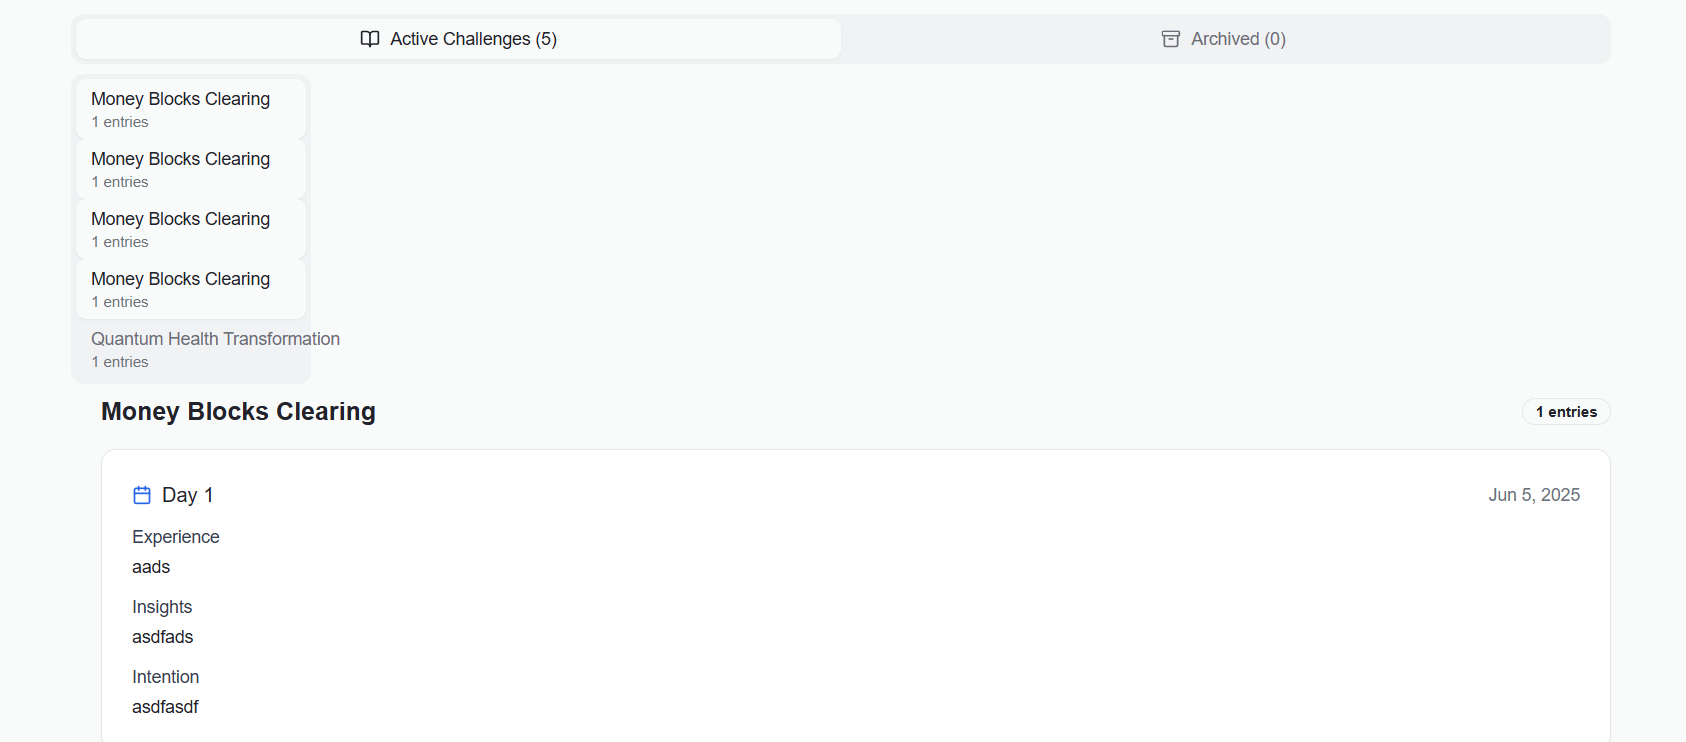 Active Challenges (5)
Archived (0)
Money Blocks Clearing
1 entries
Money Blocks Clearing
1 entries
Money Blocks Clearing
1 entries
Money Blocks Clearing
1 entries
Quantum Health Transformation
1 entries
Money Blocks Clearing
1 entries
Day 1
Jun 5, 2025
Experience
aads
Insights
asdfads
Intention
asdfasdf